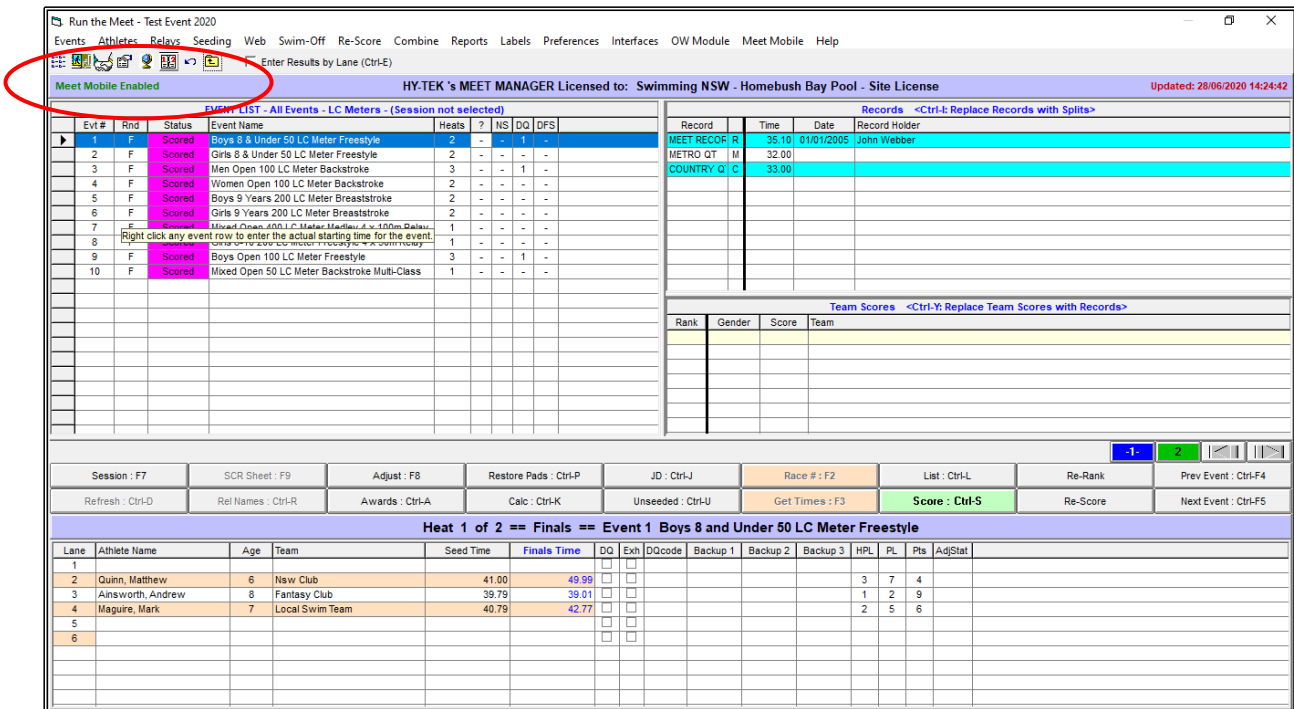 Run the Meet - Test Event 2020
Events Athletes Relays Seeding Web Swim-Off Re-Score Combine Reports Labels Preferences Interfaces OW Module Meet Mobile Help
Enter Results by Lane (Ctrl-E)
Meet Mobile Enabled HY-TEK 's MEET MANAGER Licensed to: Swimming NSW - Homebush Bay Pool - Site License Updated: 28/06/2020 14:24:42
EVENT LIST - All Events - LC Meters - (Session not selected)
Evt # Rnd Status Event Name Heats ? NS DQ DFS
1 F Scored Boys 8 & Under 50 LC Meter Freestyle 2 - - 1 -
2 F Scored Girls 8 & Under 50 LC Meter Freestyle 2 - - - -
3 F Scored Men Open 100 LC Meter Backstroke 3 - - 1 -
4 F Scored Women Open 100 LC Meter Backstroke 2 - - - -
5 F Scored Boys 9 Years 200 LC Meter Breaststroke 2 - - - -
6 F Scored Girls 9 Years 200 LC Meter Breaststroke 2 - - - -
7 F Scored Mixed Open 400 LC Meter Medley 4 x 100m Relay 1 - - - -
Right click any event row to enter the actual starting time for the event.
8 F Scored 200 LC Meter Freestyle 4 x 50m Relay 1 - - - -
9 F Scored Boys Open 100 LC Meter Freestyle 3 - - 1 -
10 F Scored Mixed Open 50 LC Meter Backstroke Multi-Class 1 - - - -
Records <Ctrl-I: Replace Records with Splits>
Record Time Date Record Holder
MEET RECOR R 35.10 01/01/2005 John Webber
METRO QT M 32.00
COUNTRY Q C 33.00
Team Scores <Ctrl-Y: Replace Team Scores with Records>
Rank Gender Score Team
-1- 2
Session : F7 SCR Sheet : F9 Adjust : F8 Restore Pads : Ctrl-P JD : Ctrl-J Race # : F2 List : Ctrl-L Re-Rank Prev Event : Ctrl-F4
Refresh : Ctrl-D Rel Names : Ctrl-R Awards : Ctrl-A Calc : Ctrl-K Unseeded : Ctrl-U Get Times : F3 Score : Ctrl-S Re-Score Next Event : Ctrl-F5
Heat 1 of 2 == Finals == Event 1 Boys 8 and Under 50 LC Meter Freestyle
Lane Athlete Name Age Team Seed Time Finals Time DQ Exh DQcode Backup 1 Backup 2 Backup 3 HPL PL Pts AdjStat
1
2 Quinn, Matthew 6 Nsw Club 41.00 49.99 3 7 4
3 Ainsworth, Andrew 8 Fantasy Club 39.79 39.01 1 2 9
4 Maguire, Mark 7 Local Swim Team 40.79 42.77 2 5 6
5
6